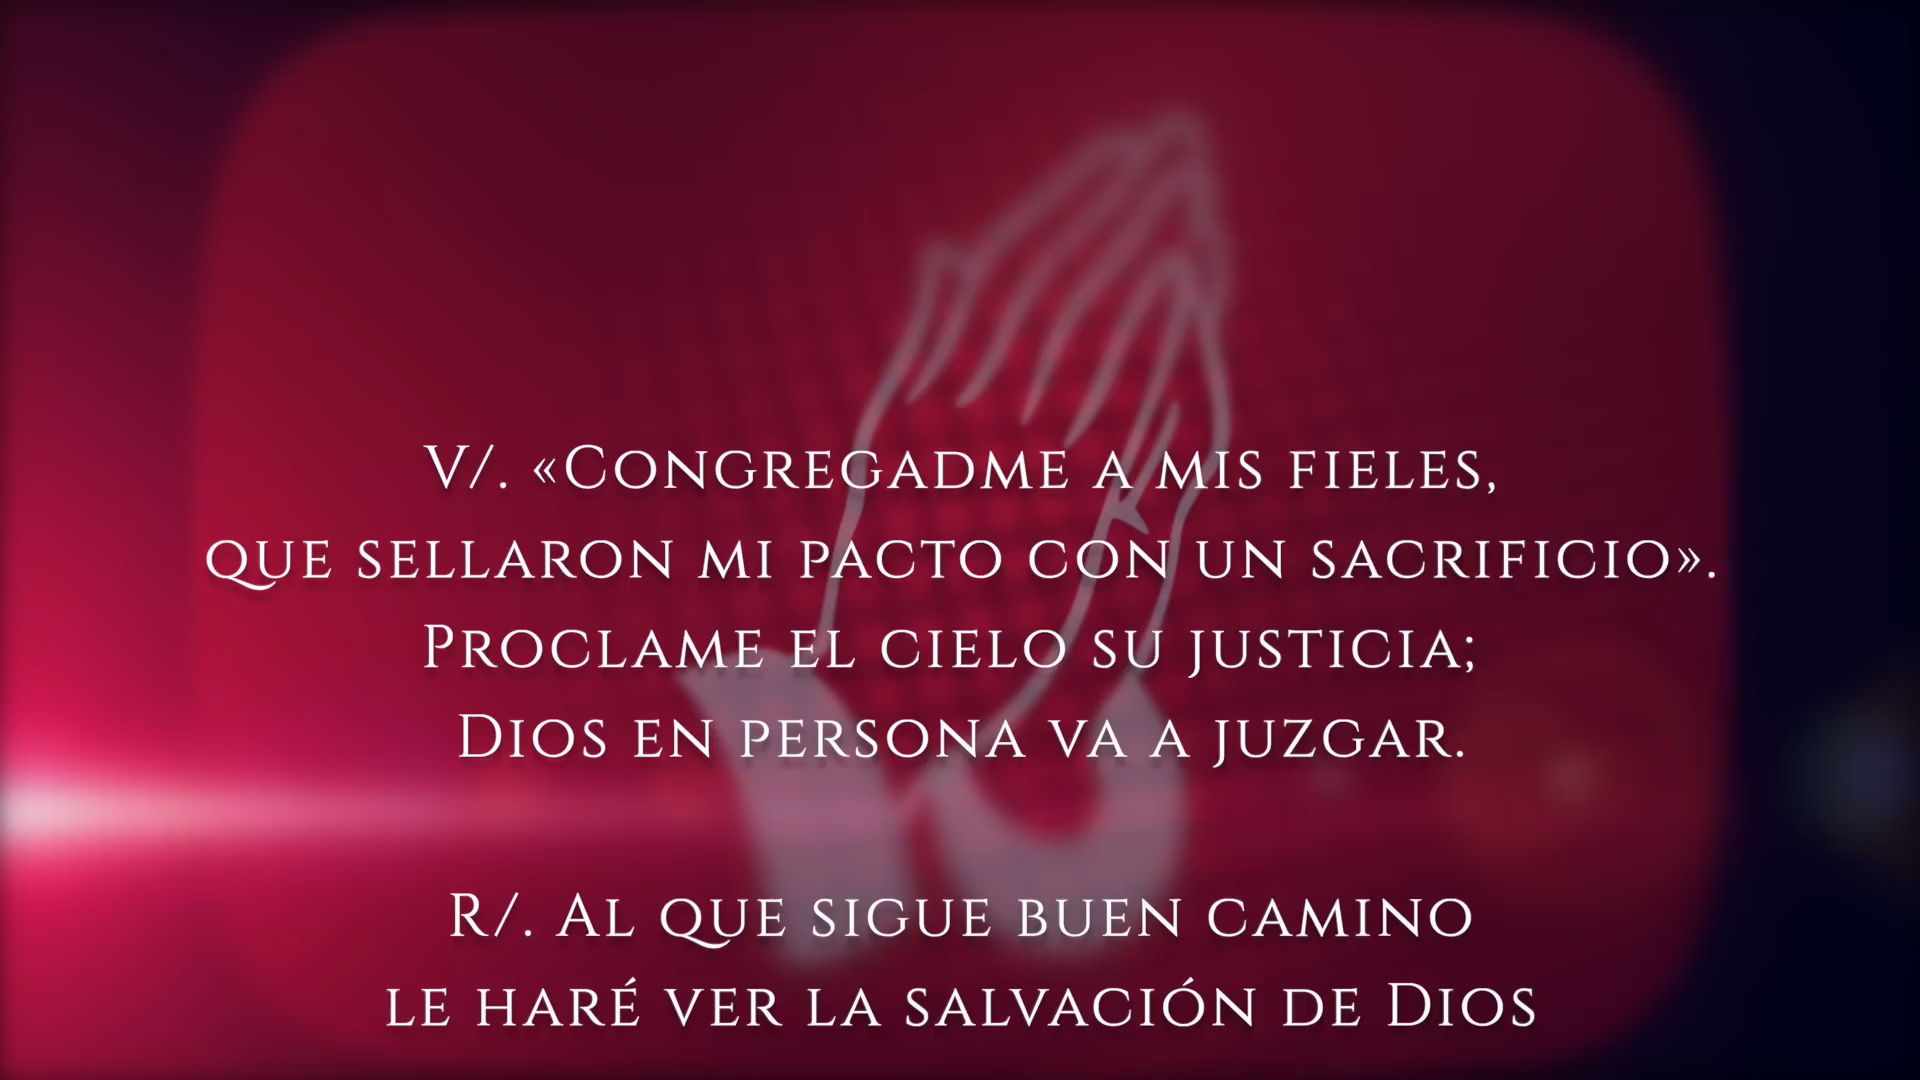 V/. «Congregadme a mis fieles,
que sellaron mi pacto con un sacrificio».
Proclame el cielo su justicia;
Dios en persona va a juzgar.
R/. Al que sigue buen camino
le haré ver la salvación de Dios